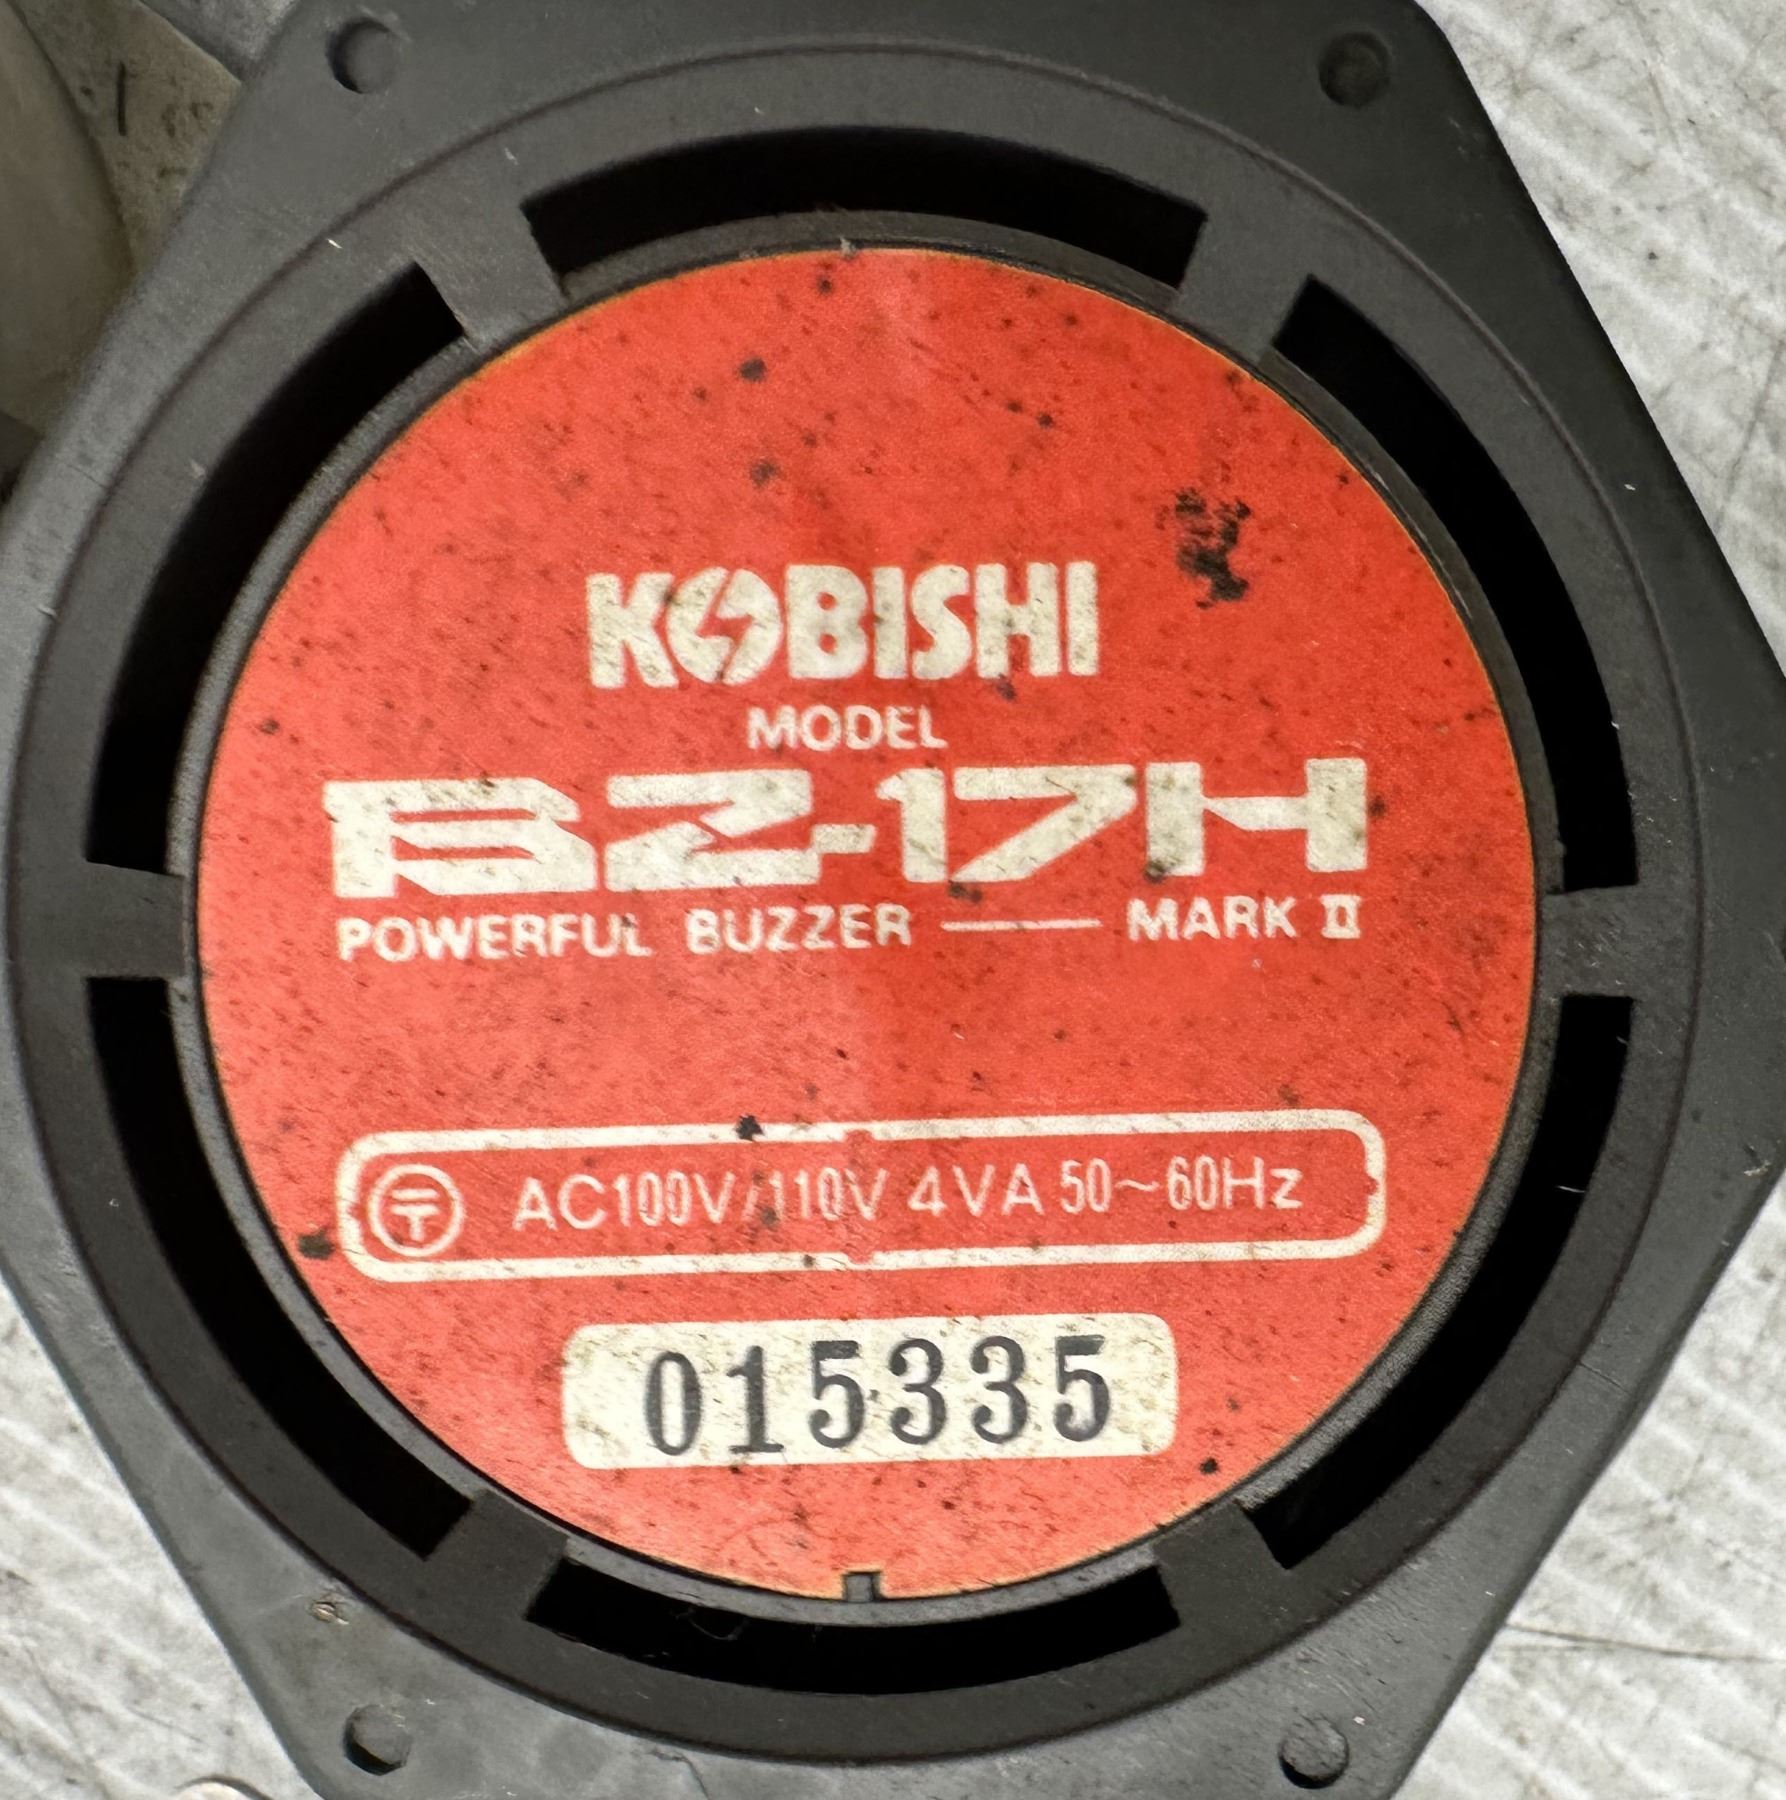 KOBISHI
MODEL
BZ-17H
POWERFUL BUZZER — MARK II
AC100V/110V 4VA 50~60Hz
015335